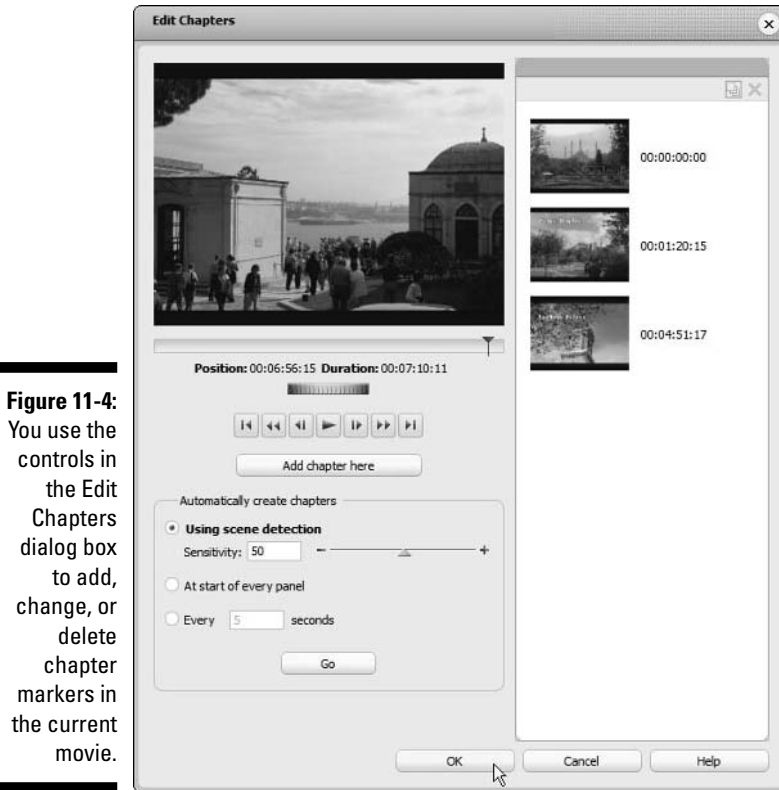 Edit Chapters
00:00:00:00
00:01:20:15
00:04:51:17
Position: 00:06:56:15 Duration: 00:07:10:11
Add chapter here
Automatically create chapters
Using scene detection
Sensitivity: 50
At start of every panel
Every 5 seconds
Go
OK
Cancel
Help
Figure 11-4:
You use the
controls in
the Edit
Chapters
dialog box
to add,
change, or
delete
chapter
markers in
the current
movie.